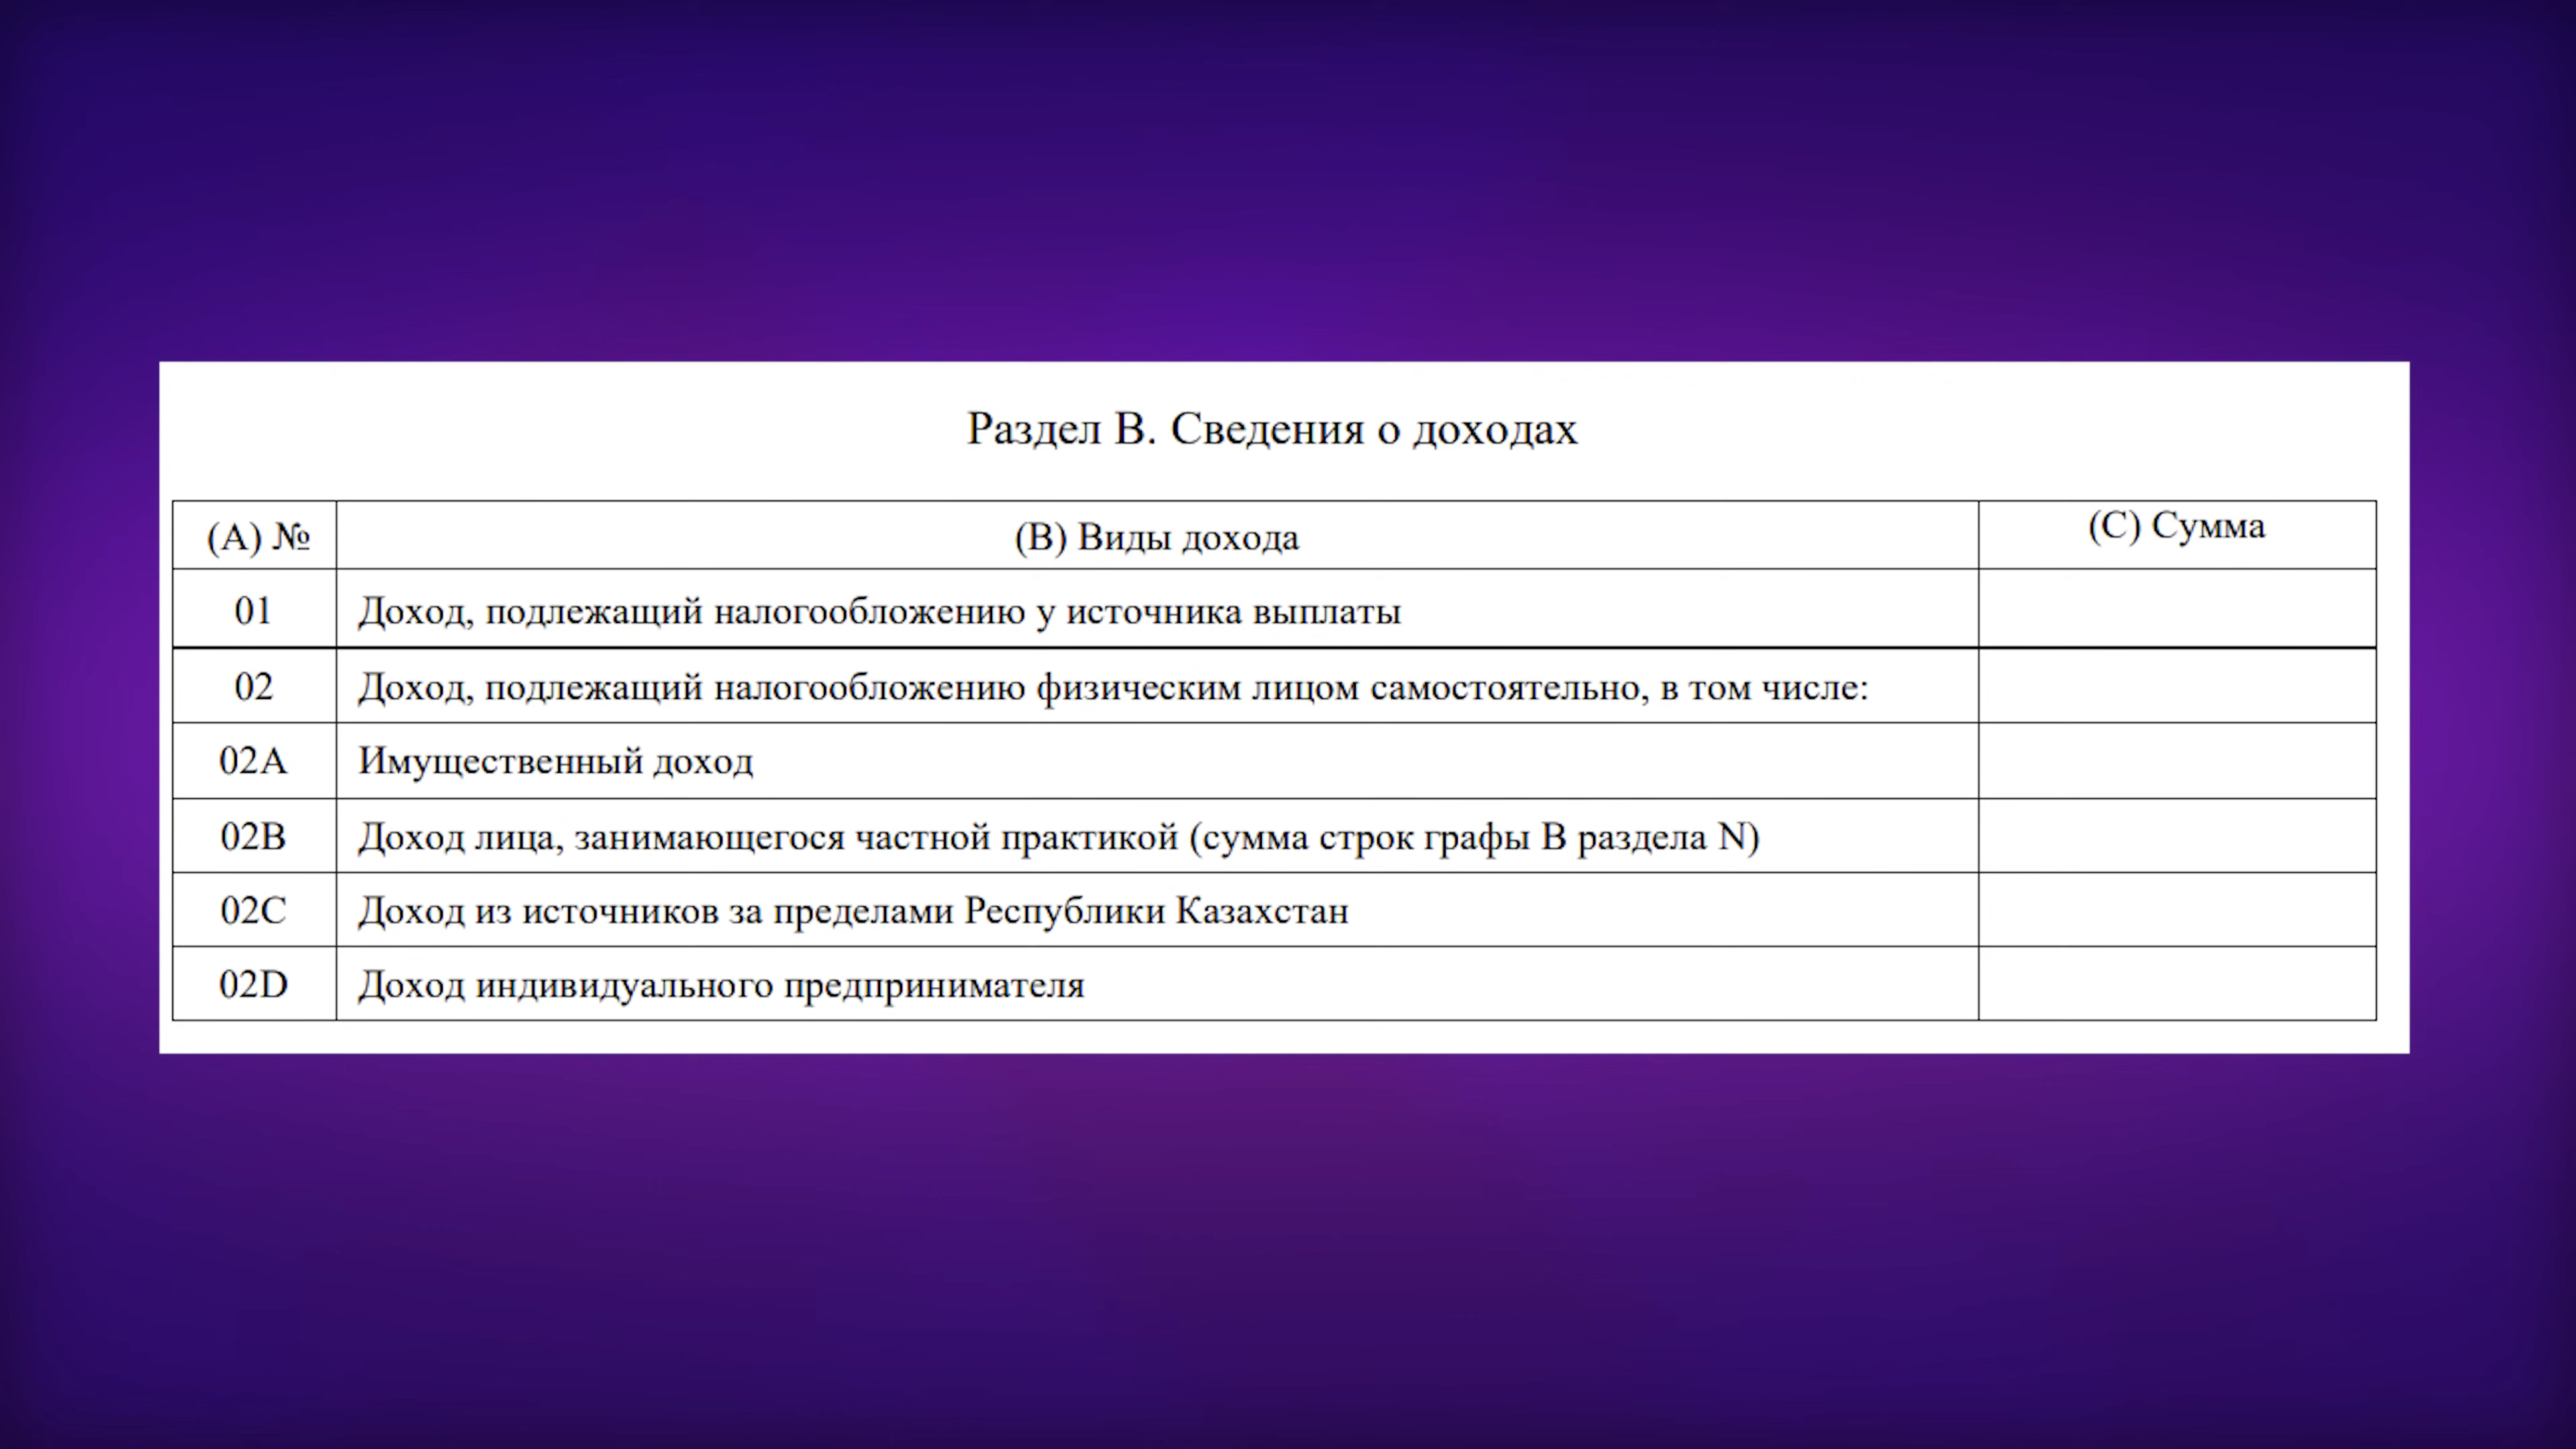 Раздел В. Сведения о доходах
(A) № (B) Виды дохода (C) Сумма
01 Доход, подлежащий налогообложению у источника выплаты
02 Доход, подлежащий налогообложению физическим лицом самостоятельно, в том числе:
02A Имущественный доход
02B Доход лица, занимающегося частной практикой (сумма строк графы B раздела N)
02C Доход из источников за пределами Республики Казахстан
02D Доход индивидуального предпринимателя